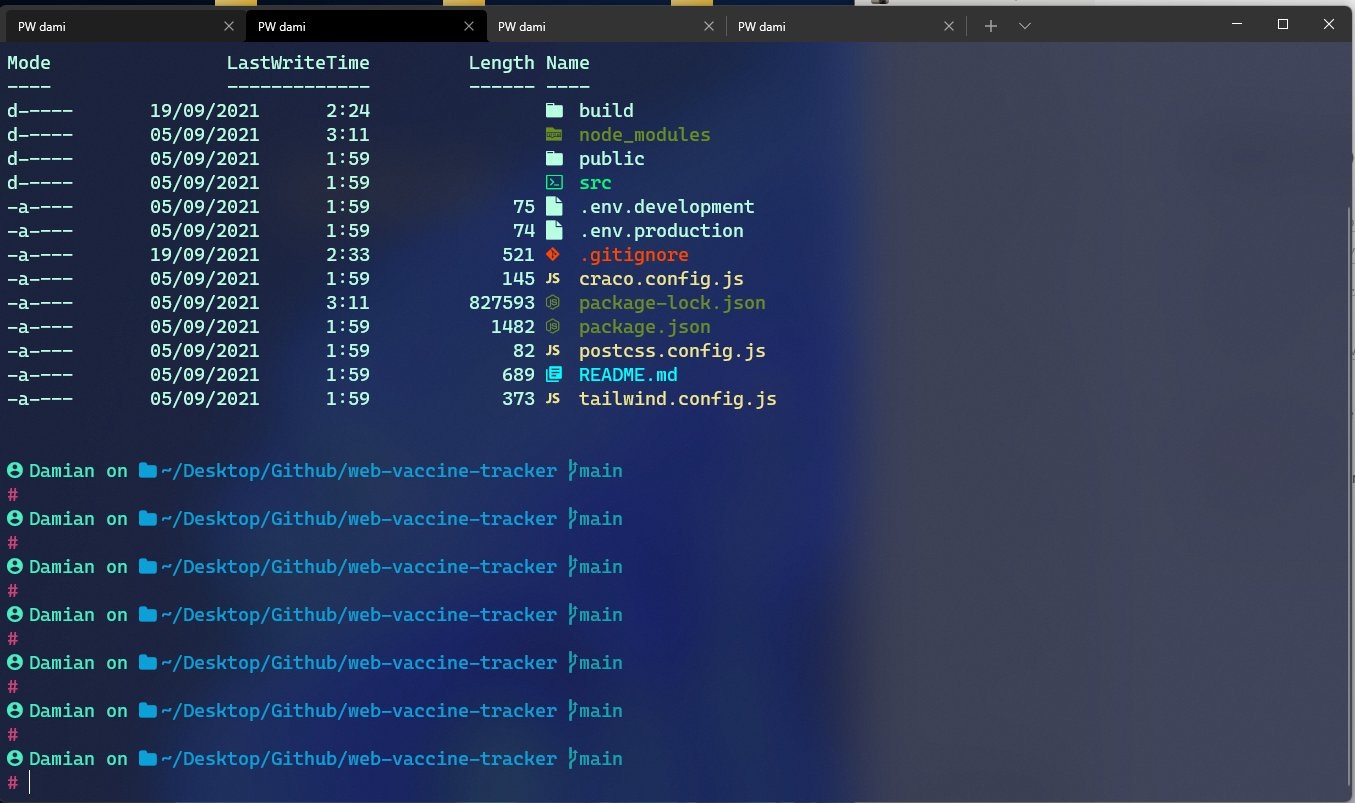 PW dami
PW dami
PW dami
PW dami
Mode LastWriteTime Length Name
---- ------------- ------ ----
d----- 19/09/2021 2:24 build
d----- 05/09/2021 3:11 node_modules
d----- 05/09/2021 1:59 public
d----- 05/09/2021 1:59 src
-a---- 05/09/2021 1:59 75 .env.development
-a---- 05/09/2021 1:59 74 .env.production
-a---- 19/09/2021 2:33 521 .gitignore
-a---- 05/09/2021 1:59 145 JS craco.config.js
-a---- 05/09/2021 3:11 827593 package-lock.json
-a---- 05/09/2021 1:59 1482 package.json
-a---- 05/09/2021 1:59 82 JS postcss.config.js
-a---- 05/09/2021 1:59 689 README.md
-a---- 05/09/2021 1:59 373 JS tailwind.config.js
Damian on ~/Desktop/Github/web-vaccine-tracker main
#
Damian on ~/Desktop/Github/web-vaccine-tracker main
#
Damian on ~/Desktop/Github/web-vaccine-tracker main
#
Damian on ~/Desktop/Github/web-vaccine-tracker main
#
Damian on ~/Desktop/Github/web-vaccine-tracker main
#
Damian on ~/Desktop/Github/web-vaccine-tracker main
#
Damian on ~/Desktop/Github/web-vaccine-tracker main
#